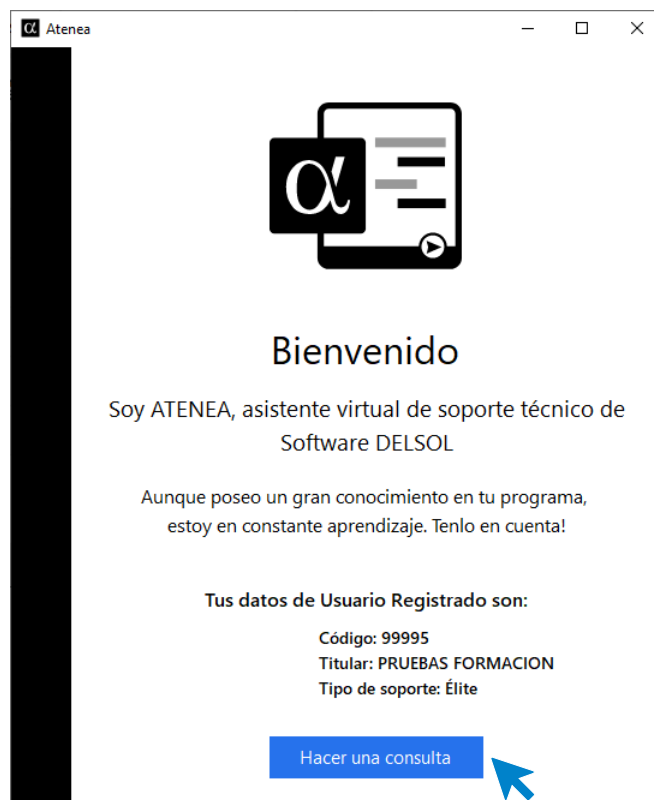 α Atenea
α
Bienvenido
Soy ATENEA, asistente virtual de soporte técnico de
Software DELSOL
Aunque poseo un gran conocimiento en tu programa,
estoy en constante aprendizaje. Tenlo en cuenta!
Tus datos de Usuario Registrado son:
Código: 99995
Titular: PRUEBAS FORMACION
Tipo de soporte: Élite
Hacer una consulta